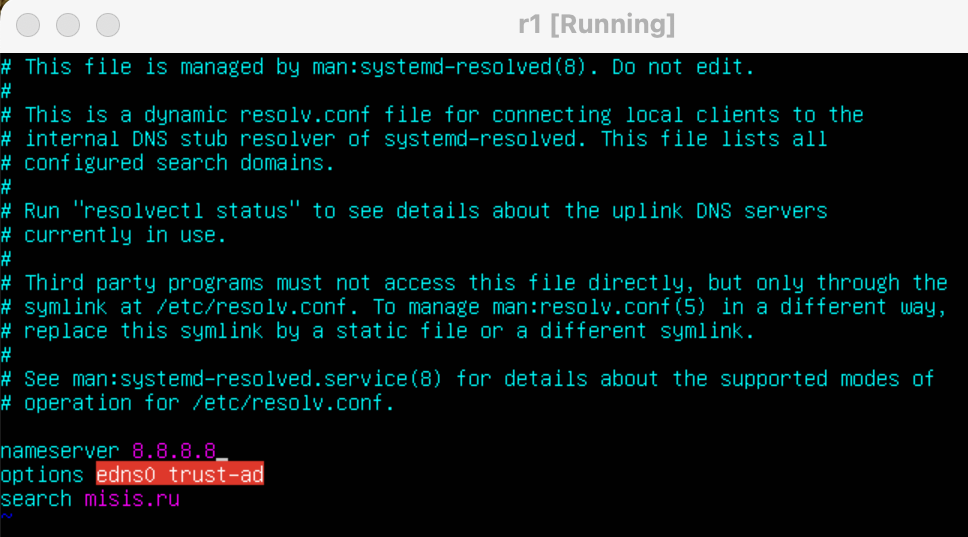 r1 [Running]
# This file is managed by man:systemd-resolved(8). Do not edit.
#
# This is a dynamic resolv.conf file for connecting local clients to the
# internal DNS stub resolver of systemd-resolved. This file lists all
# configured search domains.
#
# Run "resolvectl status" to see details about the uplink DNS servers
# currently in use.
#
# Third party programs must not access this file directly, but only through the
# symlink at /etc/resolv.conf. To manage man:resolv.conf(5) in a different way,
# replace this symlink by a static file or a different symlink.
#
# See man:systemd-resolved.service(8) for details about the supported modes of
# operation for /etc/resolv.conf.
nameserver 8.8.8.8
options edns0 trust-ad
search misis.ru
~